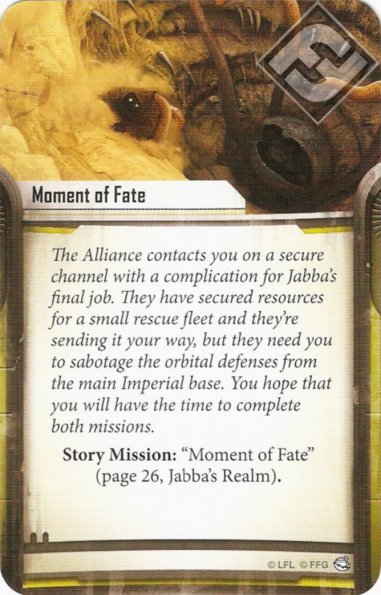 Moment of Fate
The Alliance contacts you on a secure
channel with a complication for Jabba's
final job. They have secured resources
for a small rescue fleet and they're
sending it your way, but they need you
to sabotage the orbital defenses from
the main Imperial base. You hope that
you will have the time to complete
both missions.
Story Mission: “Moment of Fate”
(page 26, Jabba's Realm).
© LFL © FFG